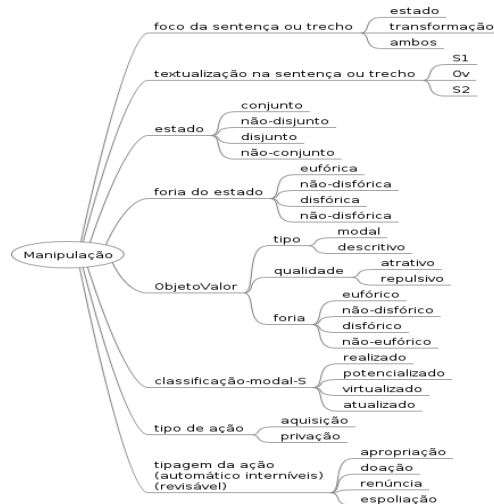 estado
foco da sentença ou trecho
transformação
ambos
S1
textualização na sentença ou trecho
Ov
S2
conjunto
não-disjunto
estado
disjunto
não-conjunto
eufórica
não-disfórica
foria do estado
disfórica
não-disfórica
Manipulação
modal
tipo
descritivo
atrativo
qualidade
repulsivo
ObjetoValor
eufórico
não-disfórico
foria
disfórico
não-eufórico
realizado
potencializado
classificação-modal-S
virtualizado
atualizado
aquisição
tipo de ação
privação
apropriação
tipagem da ação
(automático interníveis)
(revisável)
doação
renúncia
espoliação